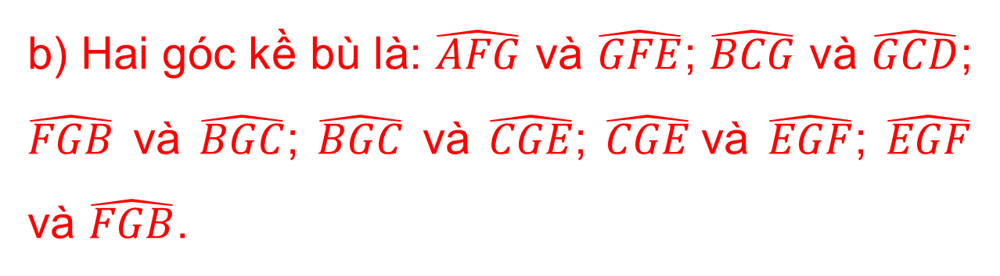 b) Hai góc kề bù là: $\widehat{AFG}$ và $\widehat{GFE}$; $\widehat{BCG}$ và $\widehat{GCD}$;
$\widehat{FGB}$ và $\widehat{BGC}$; $\widehat{BGC}$ và $\widehat{CGE}$; $\widehat{CGE}$ và $\widehat{EGF}$; $\widehat{EGF}$
và $\widehat{FGB}$.